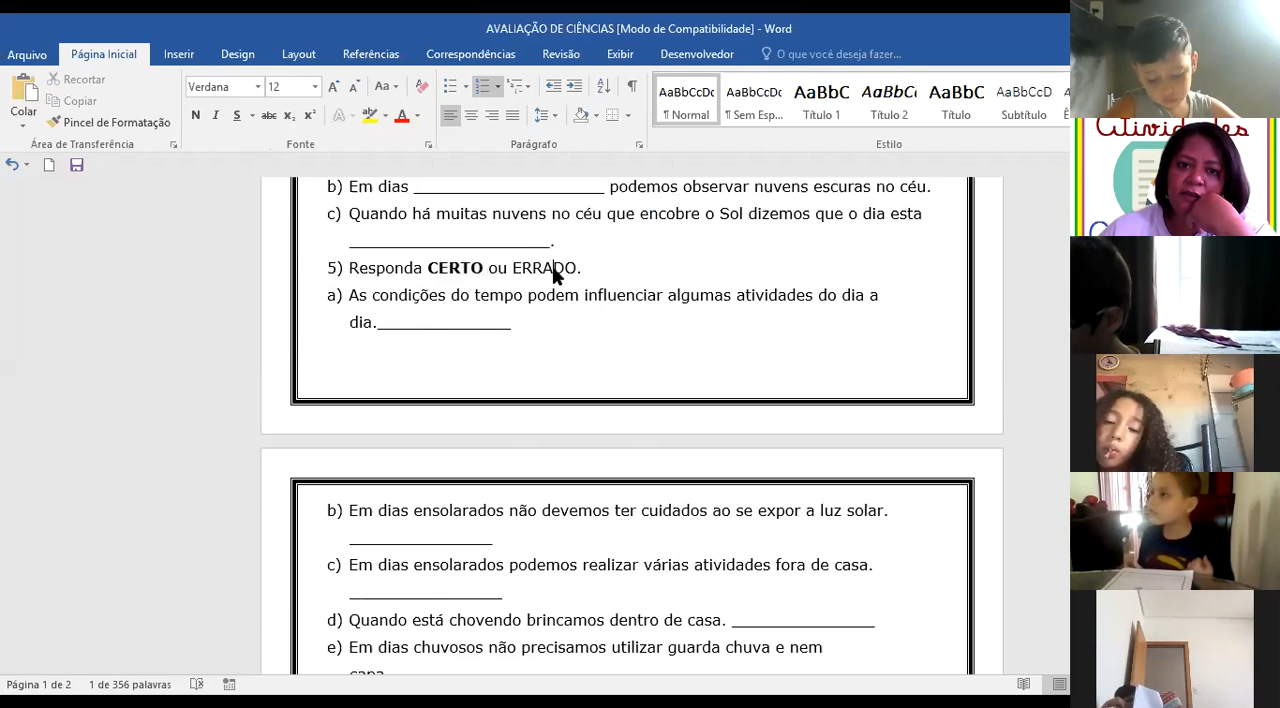 AVALIAÇÃO DE CIÊNCIAS [Modo de Compatibilidade] - Word
Arquivo Página Inicial Inserir Design Layout Referências Correspondências Revisão Exibir Desenvolvedor O que você deseja fazer...
Colar
Recortar
Copiar
Pincel de Formatação
Área de Transferência
Verdana 12
Aa
N I S abc x₂ x²
Fonte
Parágrafo
AaBbCcDc AaBbCcDc AaBbC AaBbCc AaBbC AaBbCcD
¶ Normal ¶ Sem Esp... Título 1 Título 2 Título Subtítulo
Estilo
b) Em dias ____________________ podemos observar nuvens escuras no céu.
c) Quando há muitas nuvens no céu que encobre o Sol dizemos que o dia esta
_____________________.
5) Responda CERTO ou ERRADO.
a) As condições do tempo podem influenciar algumas atividades do dia a
dia.______________
b) Em dias ensolarados não devemos ter cuidados ao se expor a luz solar.
_______________
c) Em dias ensolarados podemos realizar várias atividades fora de casa.
________________
d) Quando está chovendo brincamos dentro de casa. _______________
e) Em dias chuvosos não precisamos utilizar guarda chuva e nem
capa
Página 1 de 2 1 de 356 palavras
Atividades